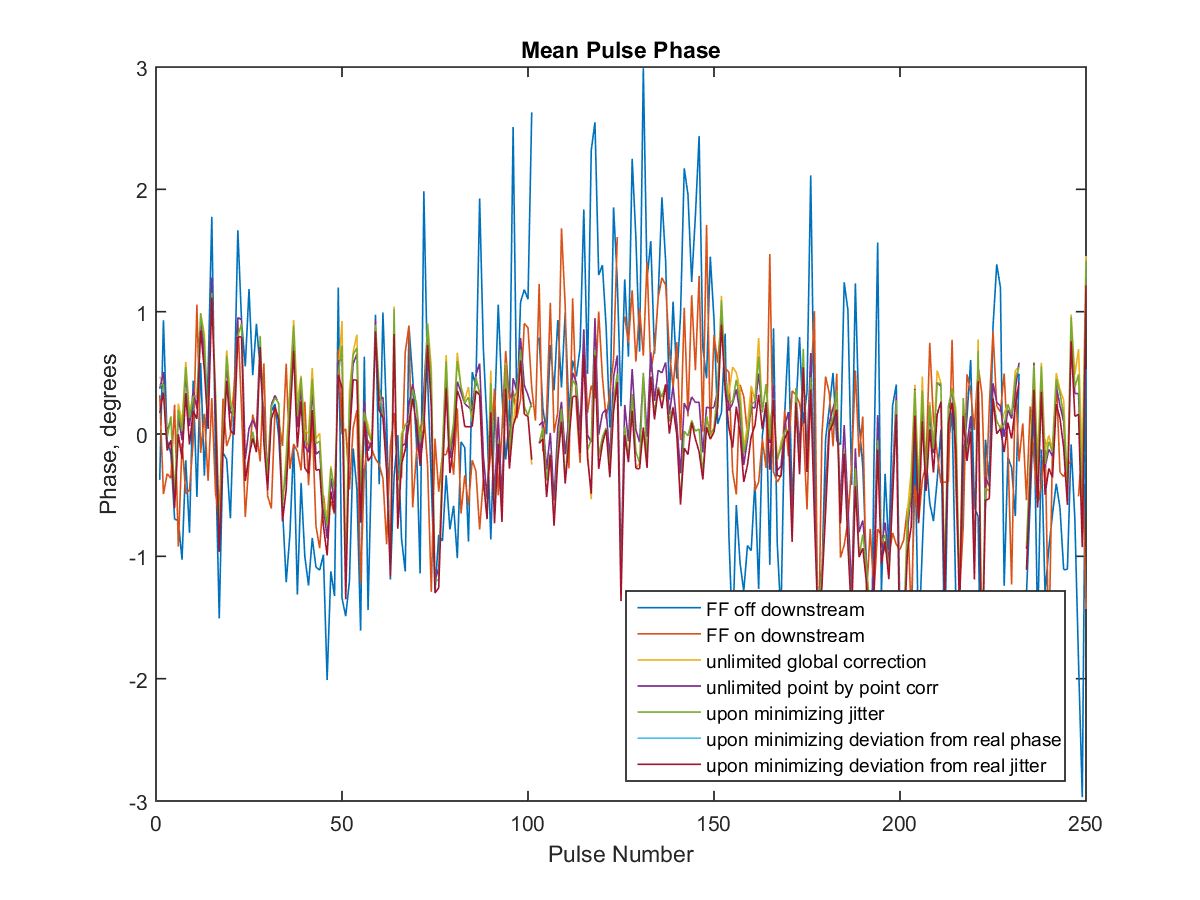 Mean Pulse Phase
3
2
1
0
-1
-2
-3
Phase, degrees
0
50
100
150
200
250
Pulse Number
FF off downstream
FF on downstream
unlimited global correction
unlimited point by point corr
upon minimizing jitter
upon minimizing deviation from real phase
upon minimizing deviation from real jitter